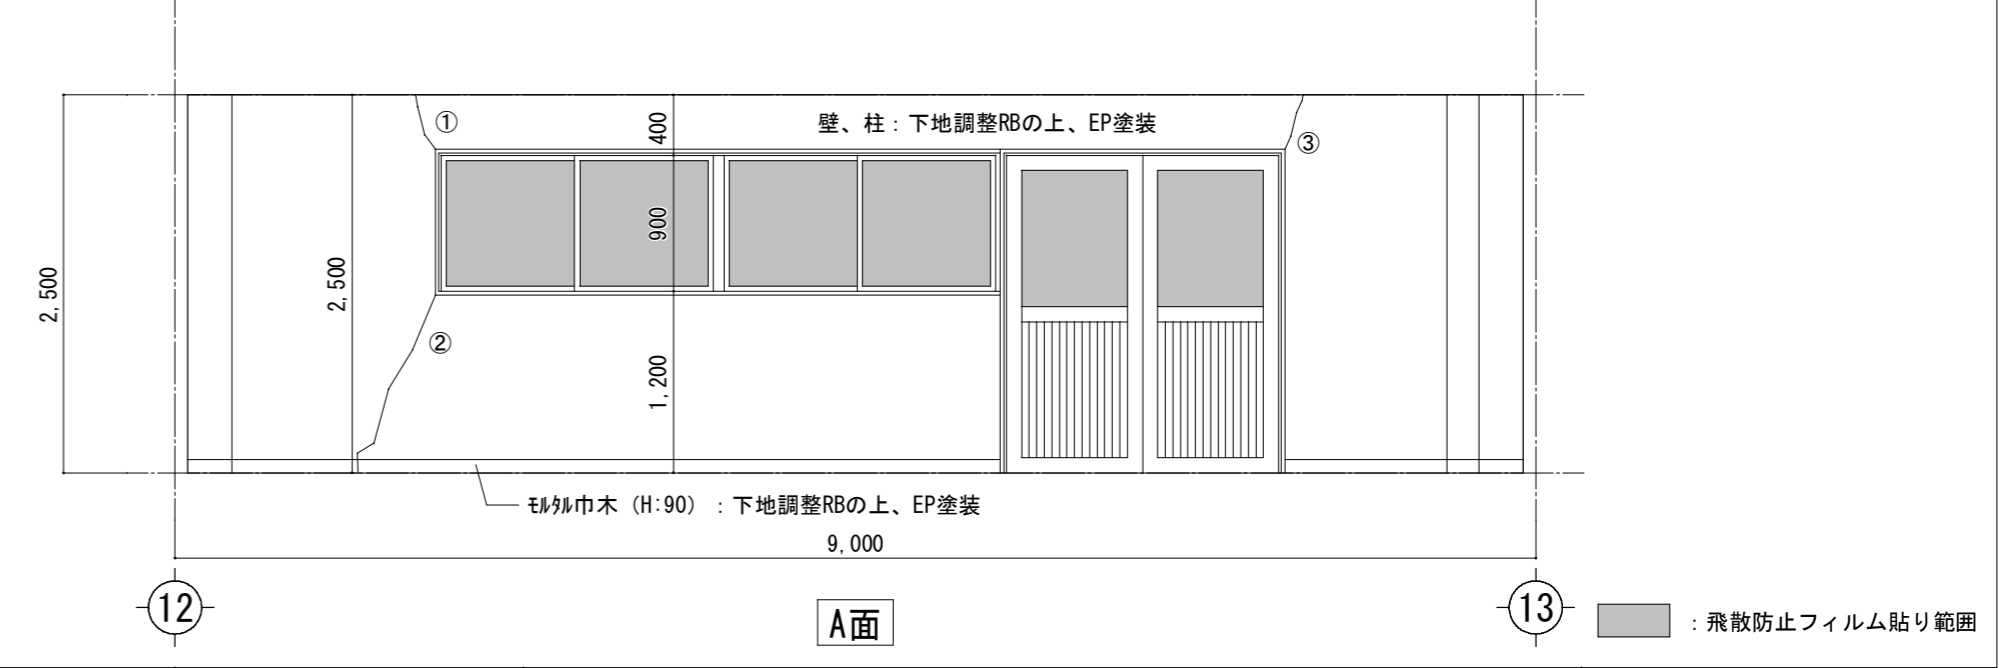 ①
400
壁、柱：下地調整RBの上、EP塗装
③
900
2,500
2,500
②
1,200
ﾓﾙﾀﾙ巾木（H:90）：下地調整RBの上、EP塗装
9,000
12
A面
13
：飛散防止フィルム貼り範囲